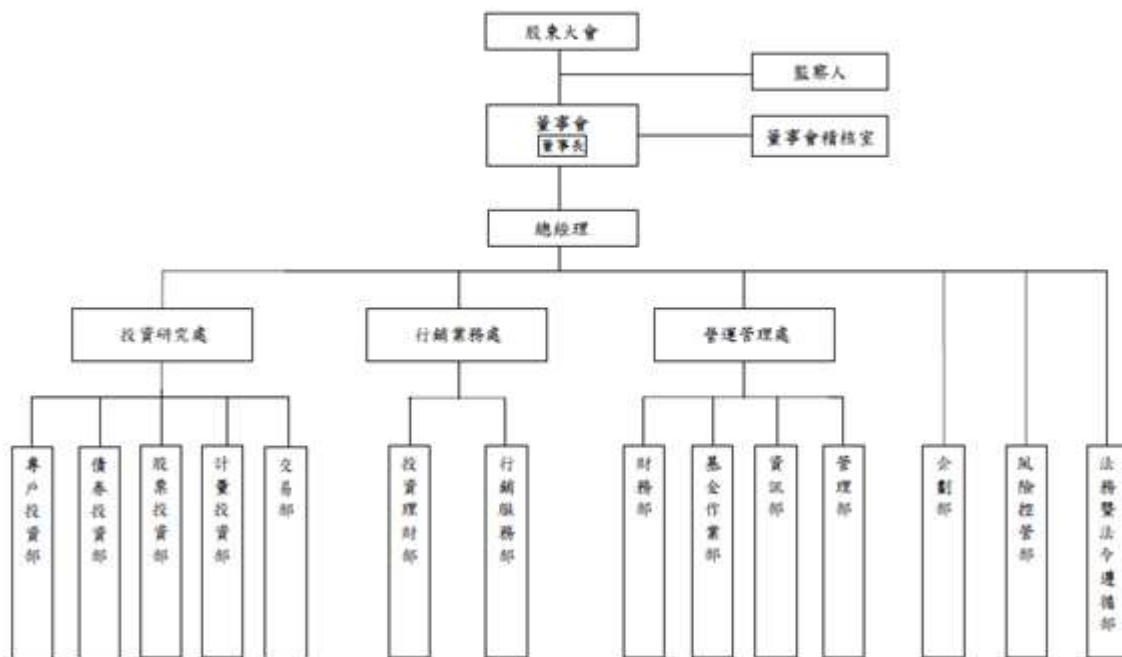 股東大會
監察人
董事會
董事長
董事會稽核室
總經理
投資研究處
行銷業務處
營運管理處
專戶投資部
債券投資部
股票投資部
計量投資部
交易部
投資理財部
行銷服務部
財務部
基金作業部
資訊部
管理部
企劃部
風險控管部
法務暨法令遵循部